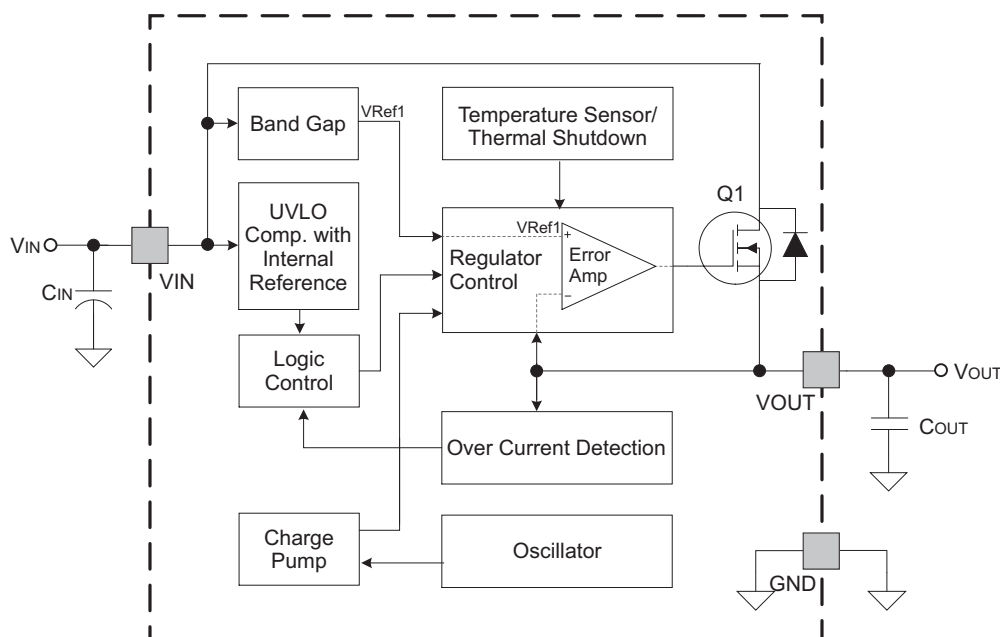 Band Gap
VRef1
Temperature Sensor/
Thermal Shutdown
Q1
UVLO
Comp. with
Internal
Reference
VRef1
+
Error
Amp
−
Regulator
Control
VIN
VIN
CIN
Logic
Control
VOUT
VOUT
COUT
Over Current Detection
Charge
Pump
Oscillator
GND